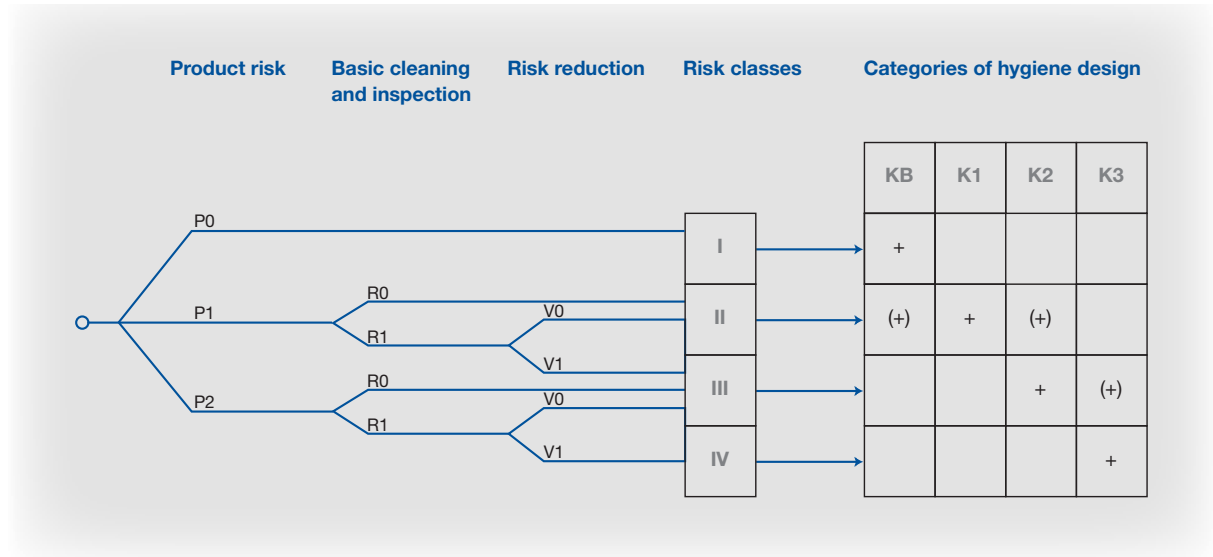 Product risk
Basic cleaning
and inspection
Risk reduction
Risk classes
Categories of hygiene design
KB K1 K2 K3
P0
I
+
R0
P1
V0
II
(+) + (+)
R1
V1
R0
III
+ (+)
P2
V0
R1
V1
IV
+